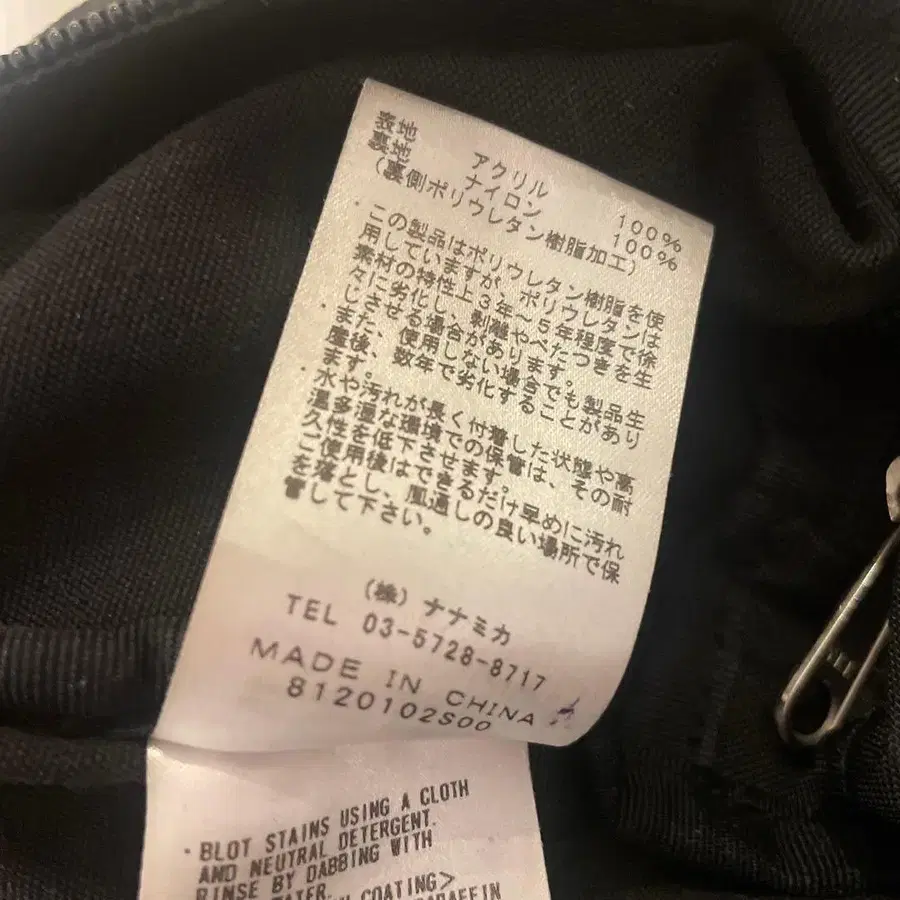 表地 アクリル 100%
裏地 ナイロン 100%
(裏側ポリウレタン樹脂加工)
・この製品はポリウレタン樹脂を使
用していますが、ポリウレタンは
素材の特性上3年～5年程度で徐
々に劣化し、剥離やべたつきを生
じさせる場合があります。
また、使用しない場合でも製品生
産後、数年で劣化することがあり
ます。
・水や汚れが長く付着した状態や高
温多湿な環境での保管は、その耐
久性を低下させます。
ご使用後はできるだけ早めに汚れ
を落とし、風通しの良い場所で保
管して下さい。
(株)ナナミカ
TEL 03-5728-8717
MADE IN CHINA
8120102S00
・BLOT STAINS USING A CLOTH
AND NEUTRAL DETERGENT.
RINSE BY DABBING WITH
COATING>